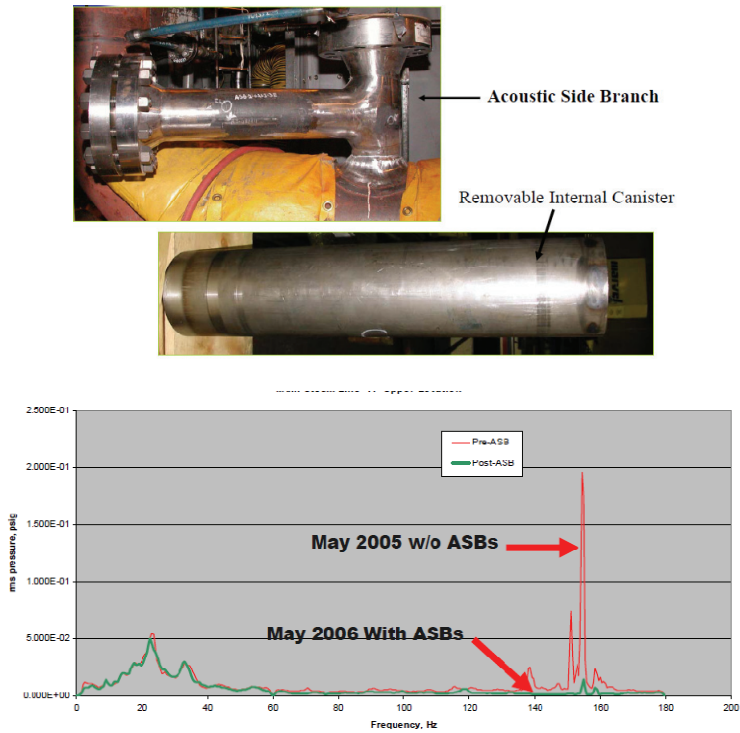 Acoustic Side Branch
Removable Internal Canister
2.500E-01
2.000E-01
1.500E-01
1.000E-01
5.000E-02
0.000E+00
rms pressure, psig
Pre-ASB
Post-ASB
May 2005 w/o ASBs
May 2006 With ASBs
0 20 40 60 80 100 120 140 160 180 200
Frequency, Hz